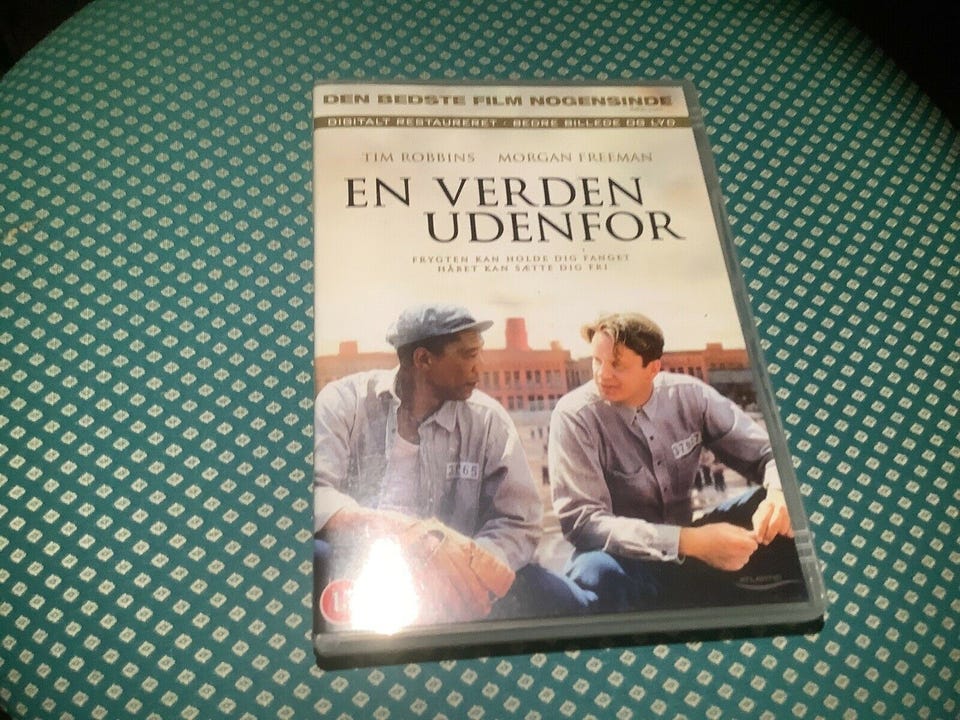 DEN BEDSTE FILM NOGENSINDE
DIGITALT RESTAURERET - BEDRE BILLEDE OG LYD
TIM ROBBINS MORGAN FREEMAN
EN VERDEN
UDENFOR
FRYGTEN KAN HOLDE DIG FANGET
HÅBET KAN SÆTTE DIG FRI
ATLANTIC